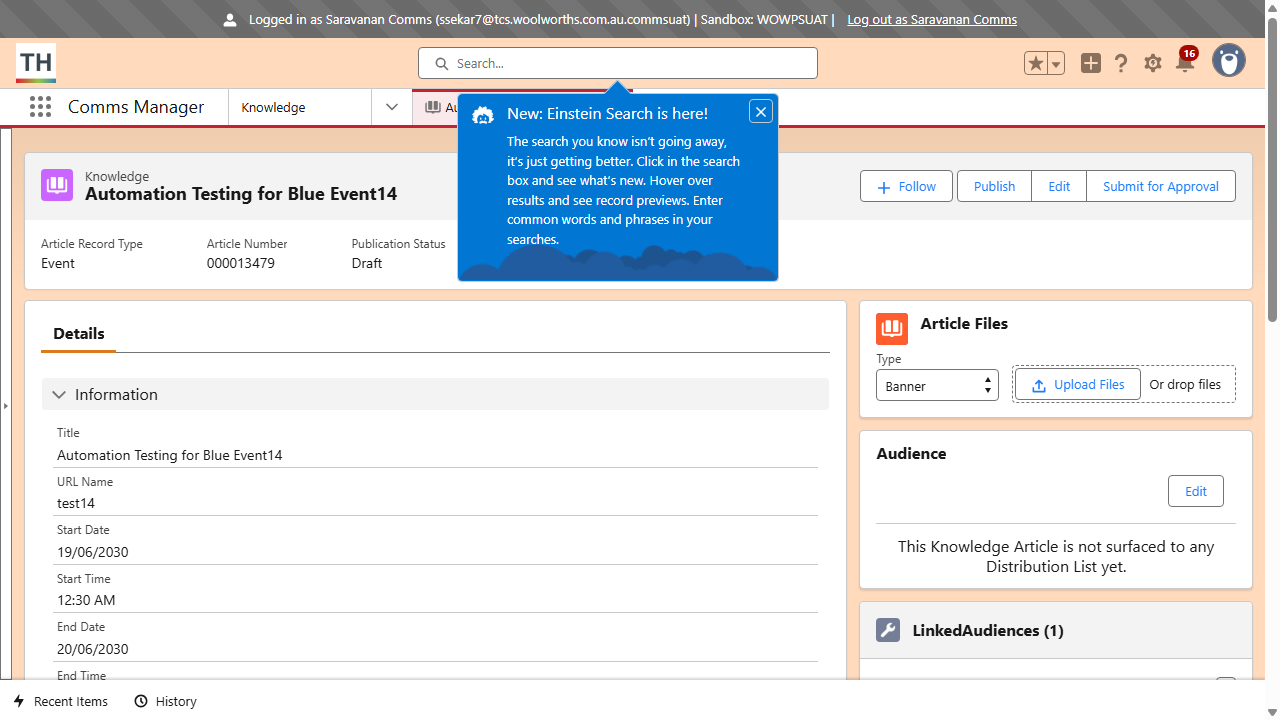 Logged in as Saravanan Comms (ssekar7@tcs.woolworths.com.au.commsuat) | Sandbox: WOWPSUAT | Log out as Saravanan Comms
TH
Search...
16
Comms Manager
Knowledge
New: Einstein Search is here!
The search you know isn't going away,
it's just getting better. Click in the search
box and see what's new. Hover over
results and see record previews. Enter
common words and phrases in your
searches.
Knowledge
Automation Testing for Blue Event14
Follow
Publish
Edit
Submit for Approval
Article Record Type
Event
Article Number
000013479
Publication Status
Draft
Details
Information
Title
Automation Testing for Blue Event14
URL Name
test14
Start Date
19/06/2030
Start Time
12:30 AM
End Date
20/06/2030
End Time
Article Files
Type
Banner
Upload Files
Or drop files
Audience
Edit
This Knowledge Article is not surfaced to any
Distribution List yet.
LinkedAudiences (1)
Recent Items
History